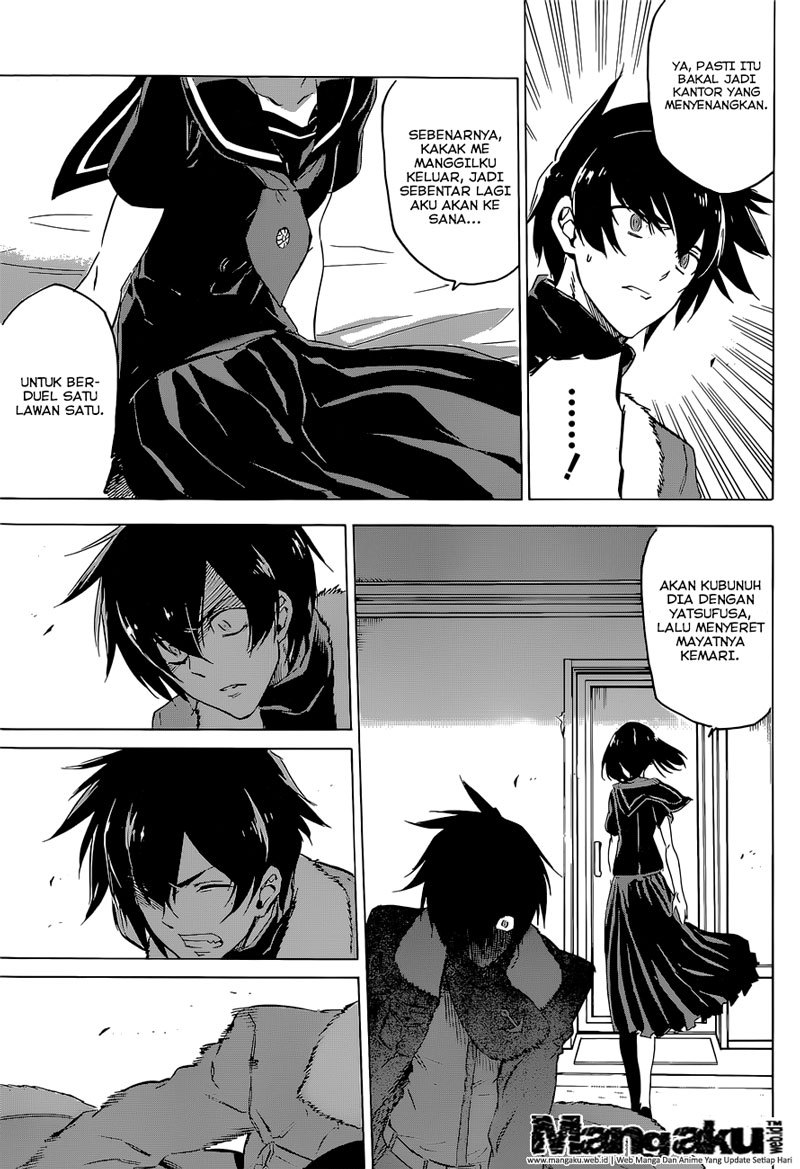 YA, PASTI ITU
BAKAL JADI
KANTOR YANG
MENYENANGKAN.
......!
SEBENARNYA,
KAKAK ME
MANGGILKU
KELUAR, JADI
SEBENTAR LAGI
AKU AKAN KE
SANA...
UNTUK BER-
DUEL SATU
LAWAN SATU.
AKAN KUBUNUH
DIA DENGAN
YATSUFUSA,
LALU MENYERET
MAYATNYA
KEMARI.
Mangaku
.web.id
www.mangaku.web.id | Web Manga Dan Anime Yang Update Setiap Hari